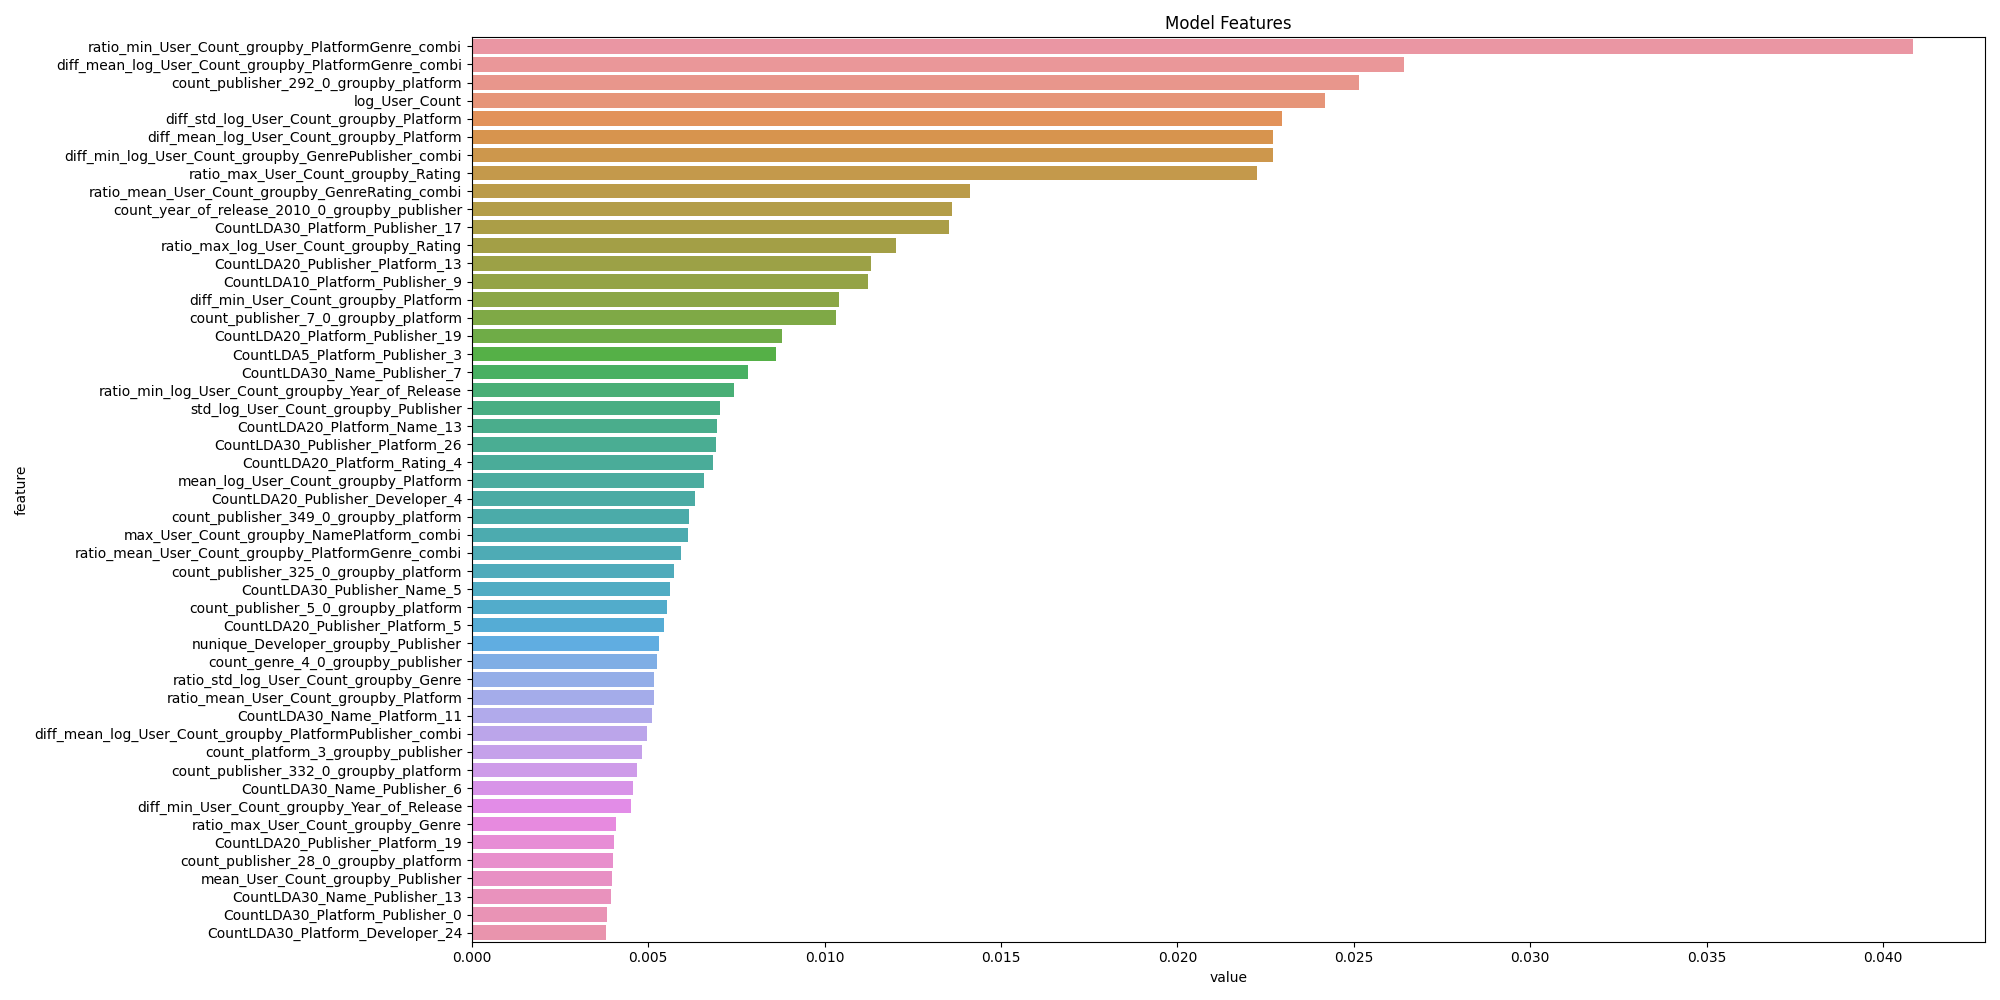 Model Features
ratio_min_User_Count_groupby_PlatformGenre_combi
diff_mean_log_User_Count_groupby_PlatformGenre_combi
count_publisher_292_0_groupby_platform
log_User_Count
diff_std_log_User_Count_groupby_Platform
diff_mean_log_User_Count_groupby_Platform
diff_min_log_User_Count_groupby_GenrePublisher_combi
ratio_max_User_Count_groupby_Rating
ratio_mean_User_Count_groupby_GenreRating_combi
count_year_of_release_2010_0_groupby_publisher
CountLDA30_Platform_Publisher_17
ratio_max_log_User_Count_groupby_Rating
CountLDA20_Publisher_Platform_13
CountLDA10_Platform_Publisher_9
diff_min_User_Count_groupby_Platform
count_publisher_7_0_groupby_platform
CountLDA20_Platform_Publisher_19
CountLDA5_Platform_Publisher_3
CountLDA30_Name_Publisher_7
ratio_min_log_User_Count_groupby_Year_of_Release
std_log_User_Count_groupby_Publisher
CountLDA20_Platform_Name_13
CountLDA30_Publisher_Platform_26
CountLDA20_Platform_Rating_4
mean_log_User_Count_groupby_Platform
CountLDA20_Publisher_Developer_4
count_publisher_349_0_groupby_platform
max_User_Count_groupby_NamePlatform_combi
ratio_mean_User_Count_groupby_PlatformGenre_combi
count_publisher_325_0_groupby_platform
CountLDA30_Publisher_Name_5
count_publisher_5_0_groupby_platform
CountLDA20_Publisher_Platform_5
nunique_Developer_groupby_Publisher
count_genre_4_0_groupby_publisher
ratio_std_log_User_Count_groupby_Genre
ratio_mean_User_Count_groupby_Platform
CountLDA30_Name_Platform_11
diff_mean_log_User_Count_groupby_PlatformPublisher_combi
count_platform_3_groupby_publisher
count_publisher_332_0_groupby_platform
CountLDA30_Name_Publisher_6
diff_min_User_Count_groupby_Year_of_Release
ratio_max_User_Count_groupby_Genre
CountLDA20_Publisher_Platform_19
count_publisher_28_0_groupby_platform
mean_User_Count_groupby_Publisher
CountLDA30_Name_Publisher_13
CountLDA30_Platform_Publisher_0
CountLDA30_Platform_Developer_24
feature
0.000 0.005 0.010 0.015 0.020 0.025 0.030 0.035 0.040
value